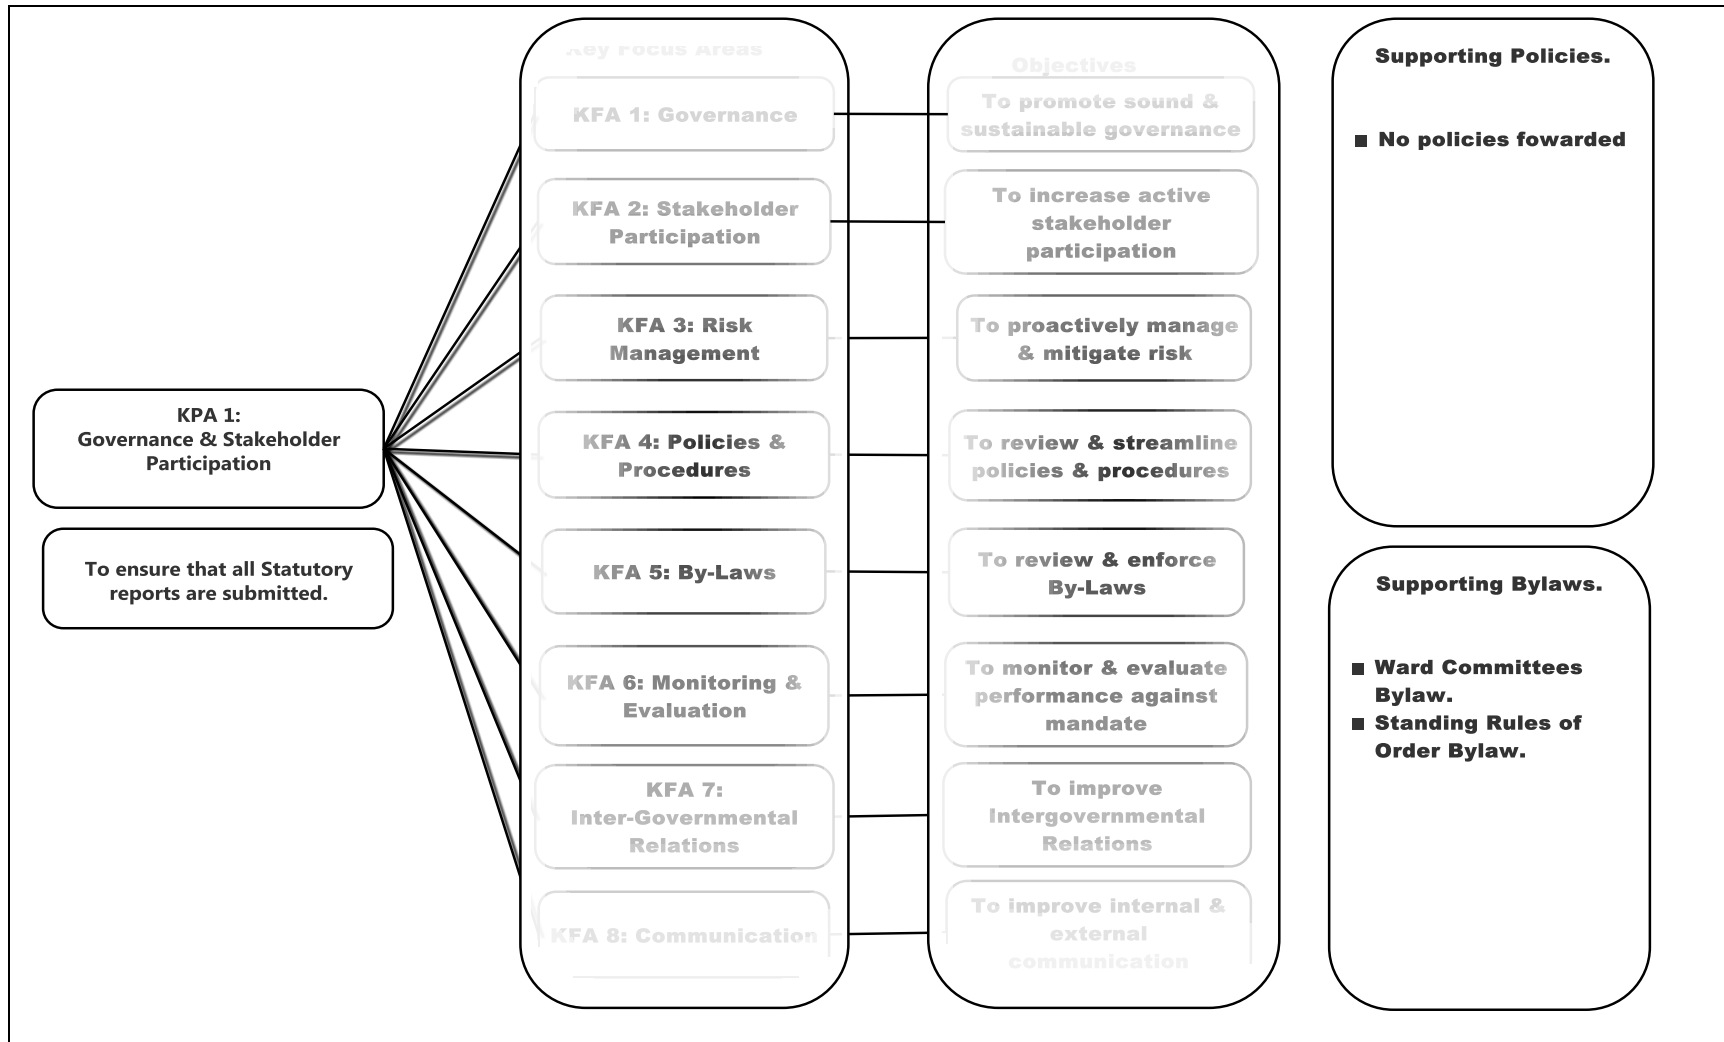 KPA 1:
Governance & Stakeholder
Participation
To ensure that all Statutory
reports are submitted.
Key Focus Areas
KFA 1: Governance
KFA 2: Stakeholder
Participation
KFA 3: Risk
Management
KFA 4: Policies &
Procedures
KFA 5: By-Laws
KFA 6: Monitoring &
Evaluation
KFA 7:
Inter-Governmental
Relations
KFA 8: Communication
Objectives
To promote sound &
sustainable governance
To increase active
stakeholder
participation
To proactively manage
& mitigate risk
To review & streamline
policies & procedures
To review & enforce
By-Laws
To monitor & evaluate
performance against
mandate
To improve
Intergovernmental
Relations
To improve internal &
external
communication
Supporting Policies.
■ No policies fowarded
Supporting Bylaws.
■ Ward Committees
Bylaw.
■ Standing Rules of
Order Bylaw.